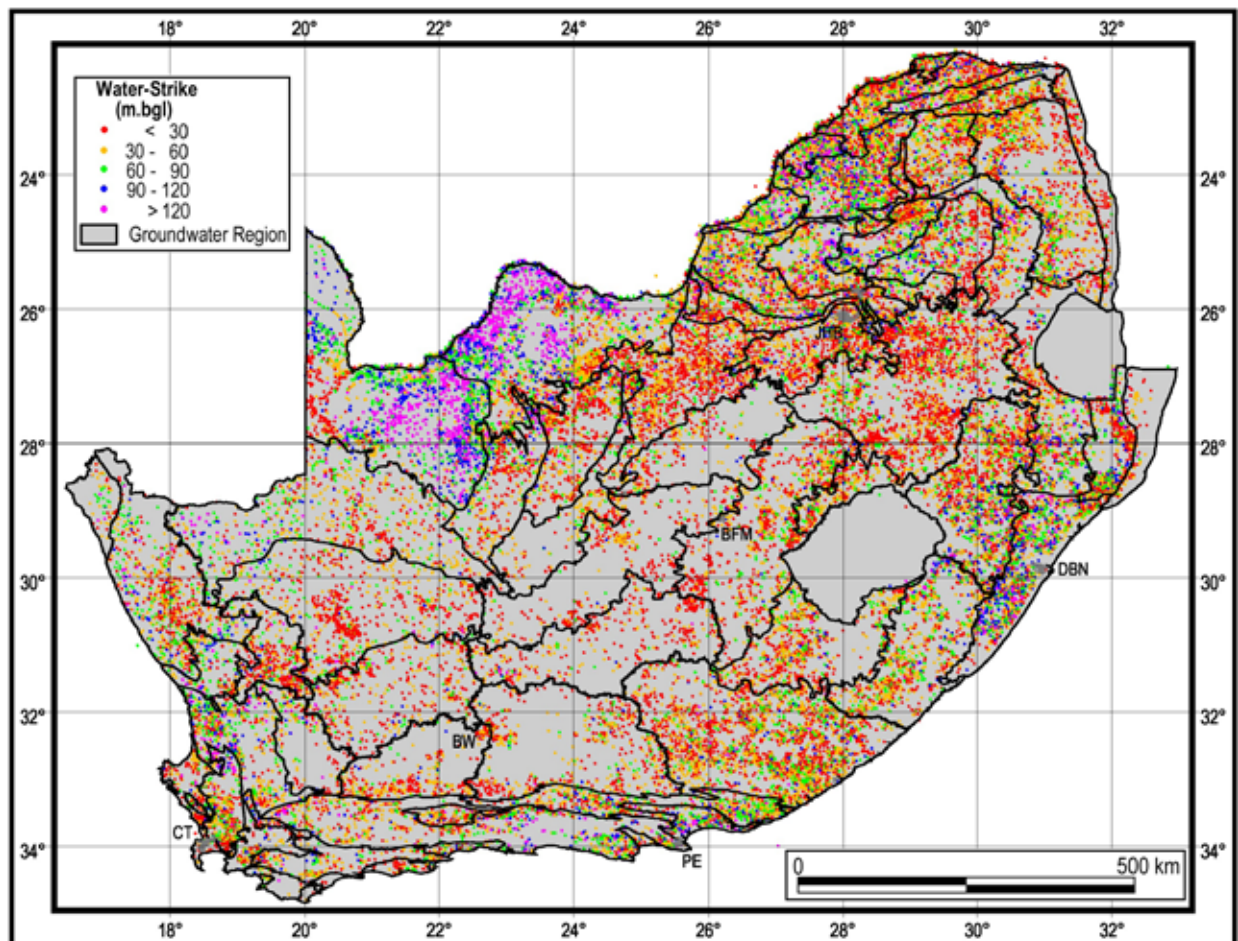 18° 20° 22° 24° 26° 28° 30° 32°
Water-Strike
(m.bgl)
< 30
30 - 60
60 - 90
90 - 120
> 120
Groundwater Region
24° 24°
26° 26°
JHB
28° 28°
BFM
30° 30°
DBN
32° 32°
BW
CT
34° 34°
PE
0 500 km
18° 20° 22° 24° 26° 28° 30° 32°